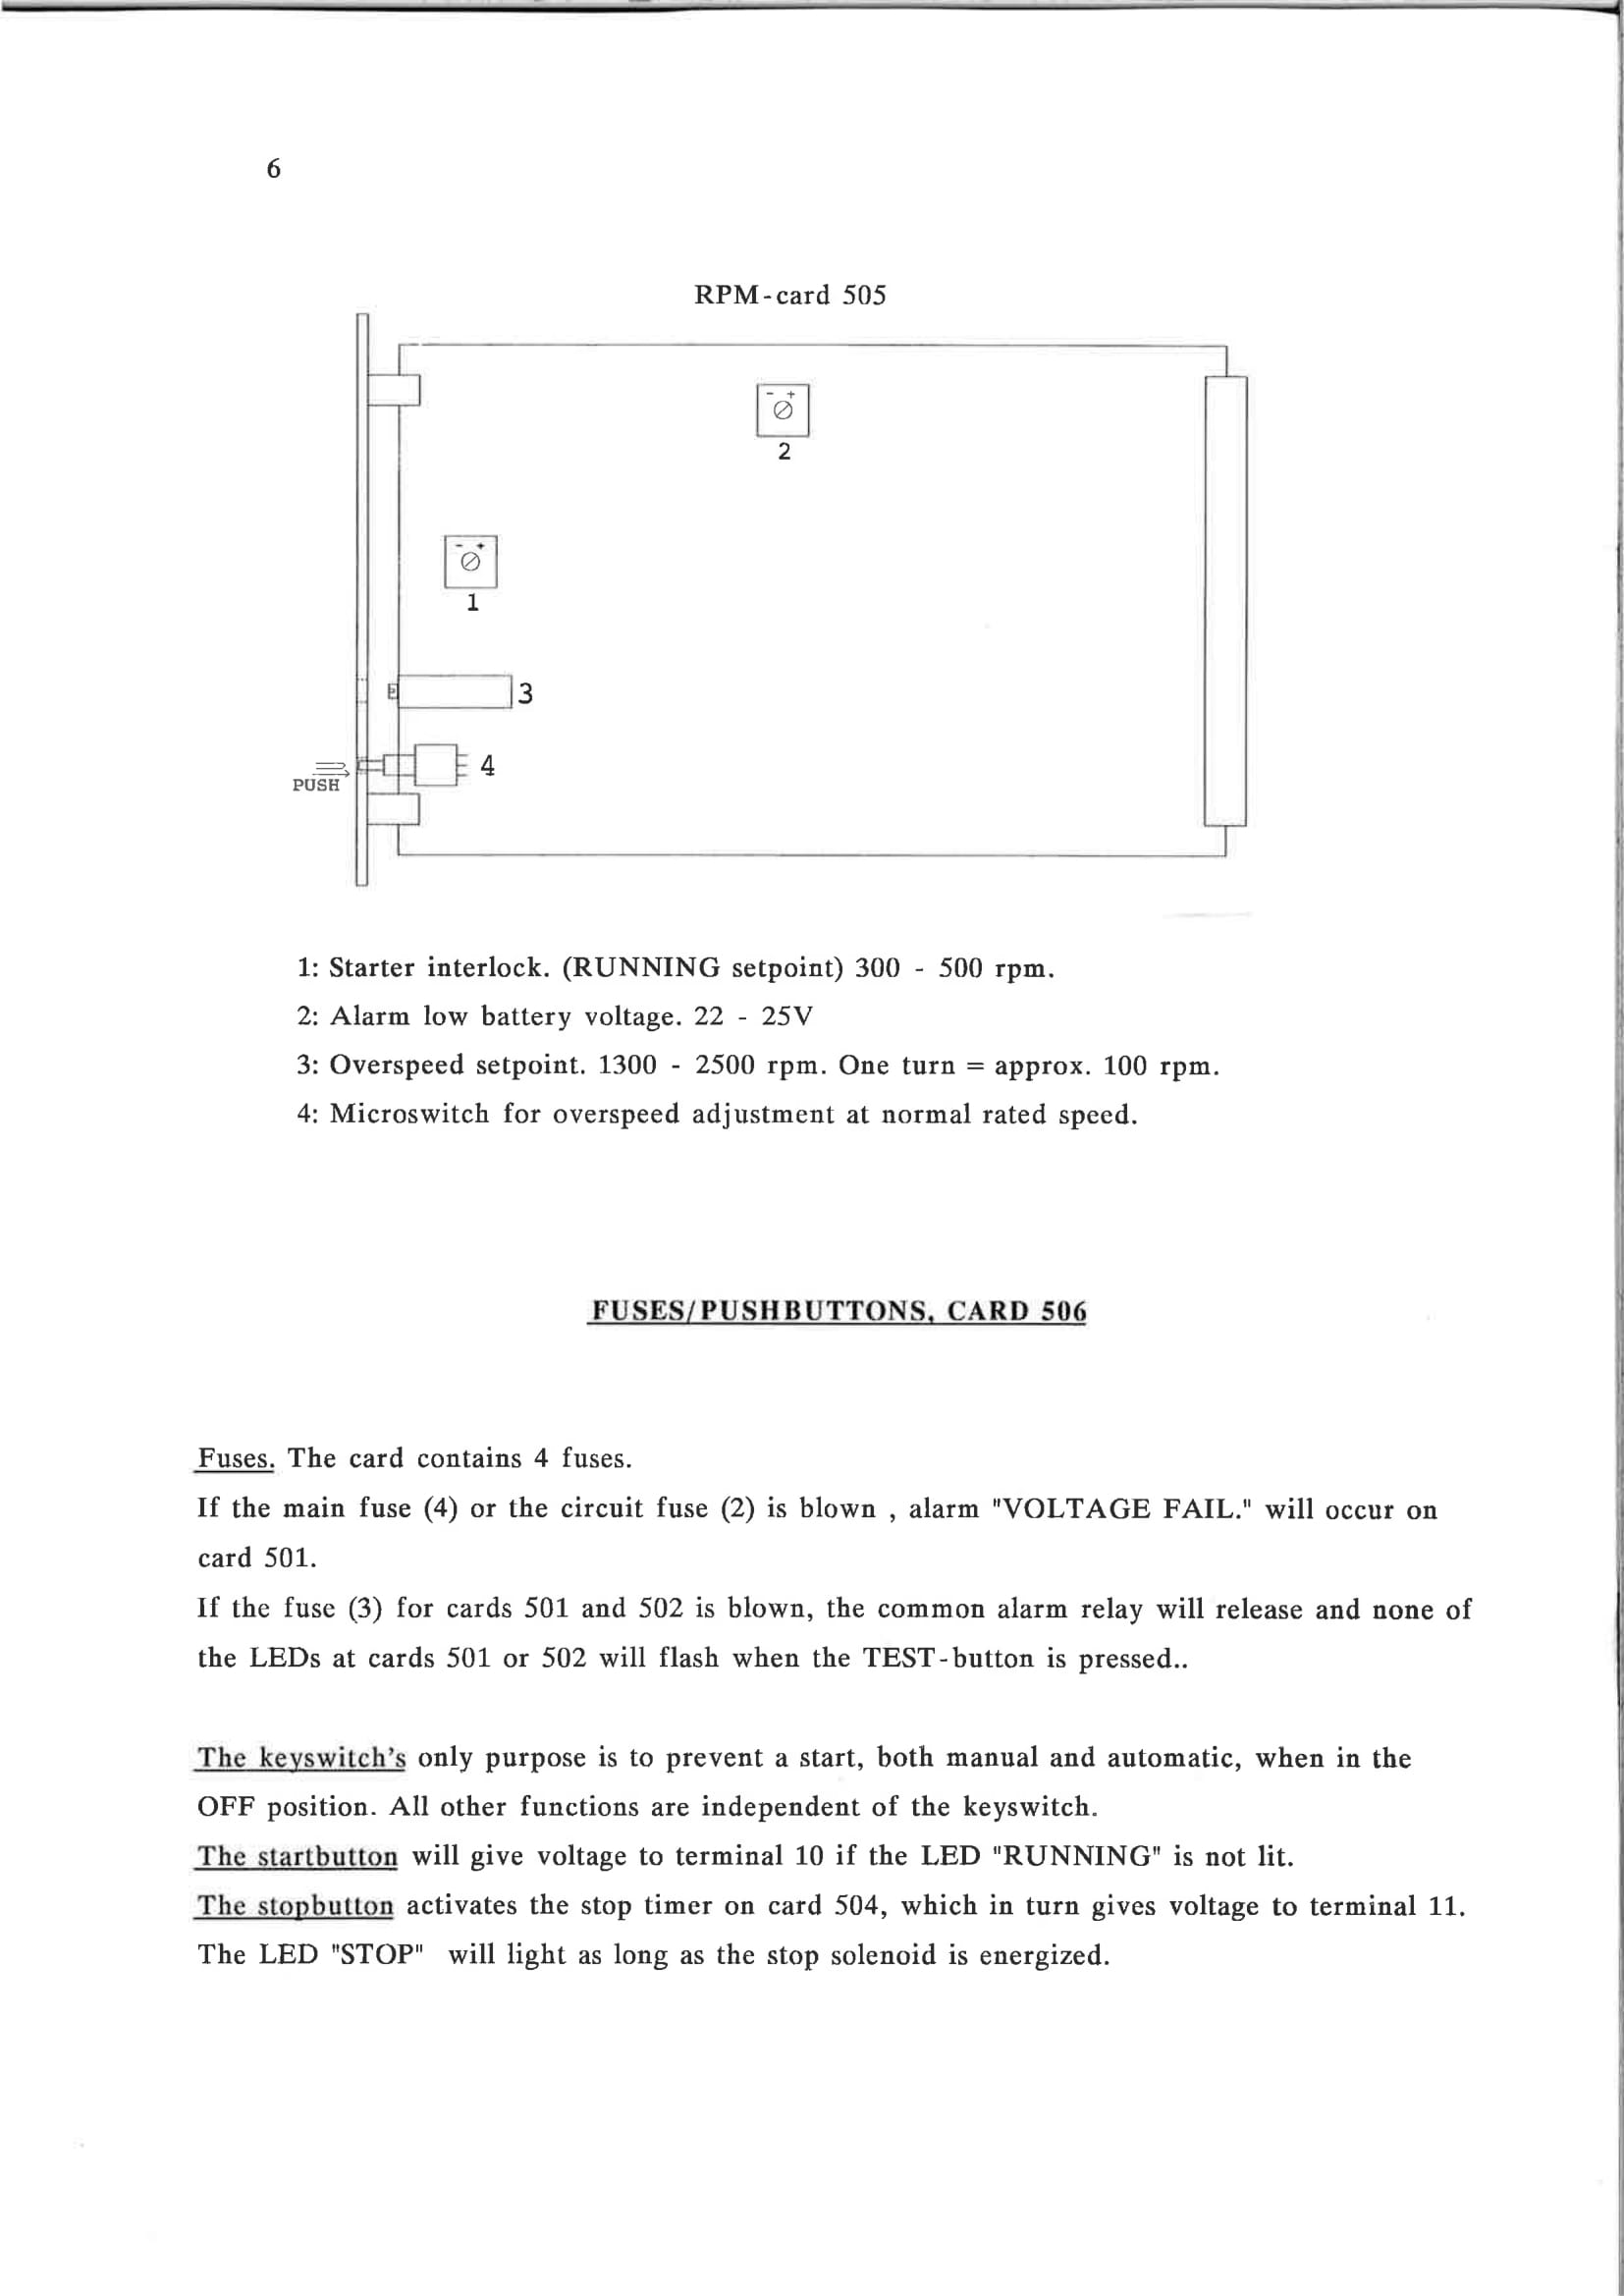 6
RPM-card 505
- +
2
- +
1
3
4
PUSH
1: Starter interlock. (RUNNING setpoint) 300 - 500 rpm.
2: Alarm low battery voltage. 22 - 25V
3: Overspeed setpoint. 1300 - 2500 rpm. One turn = approx. 100 rpm.
4: Microswitch for overspeed adjustment at normal rated speed.
FUSES/PUSHBUTTONS, CARD 506
Fuses. The card contains 4 fuses.
If the main fuse (4) or the circuit fuse (2) is blown , alarm "VOLTAGE FAIL." will occur on
card 501.
If the fuse (3) for cards 501 and 502 is blown, the common alarm relay will release and none of
the LEDs at cards 501 or 502 will flash when the TEST-button is pressed..
The keyswitch's only purpose is to prevent a start, both manual and automatic, when in the
OFF position. All other functions are independent of the keyswitch.
The startbutton will give voltage to terminal 10 if the LED "RUNNING" is not lit.
The stopbutton activates the stop timer on card 504, which in turn gives voltage to terminal 11.
The LED "STOP" will light as long as the stop solenoid is energized.